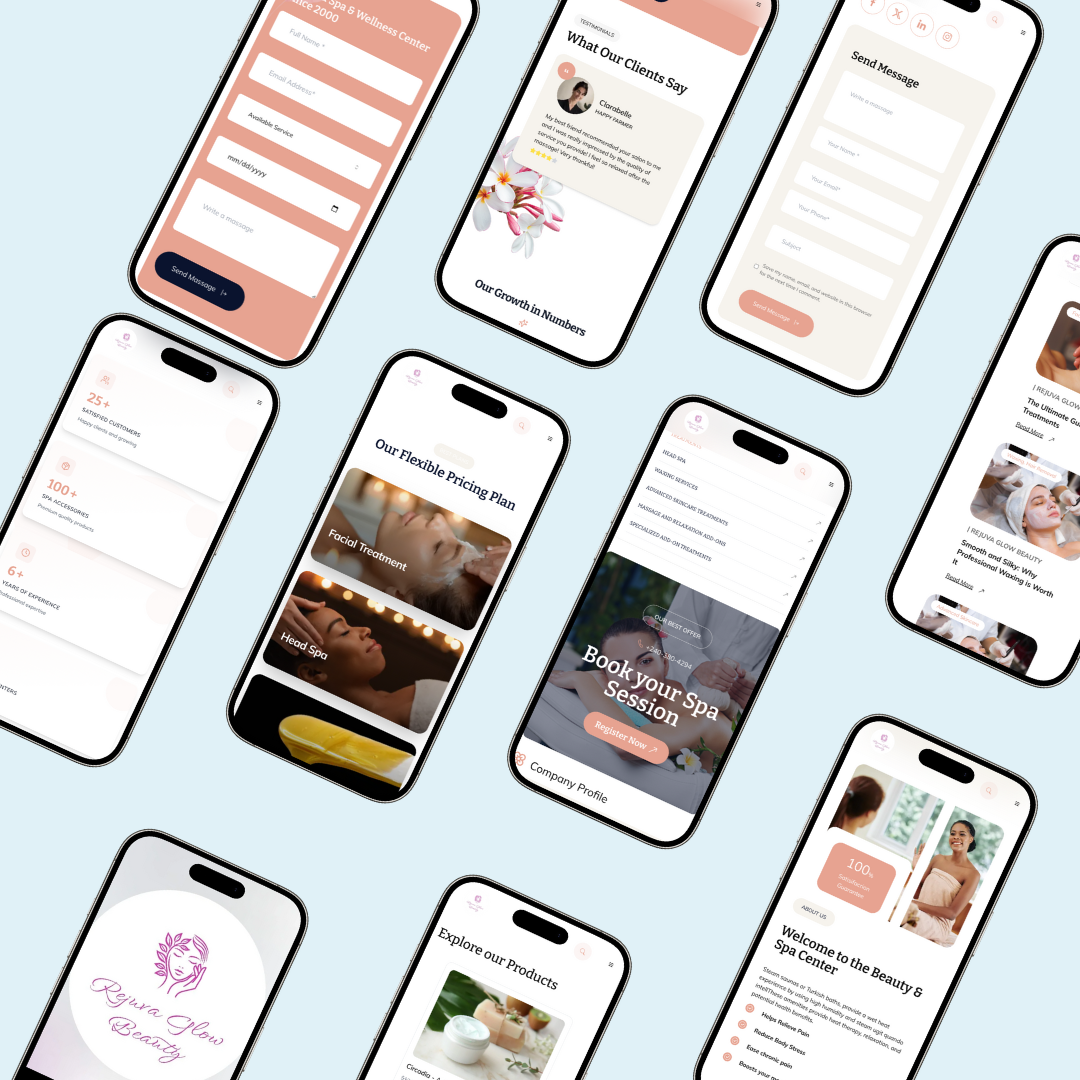 Spa & Wellness Center
Since 2000
Full Name *
Email Address*
Available Service
mm/dd/yyyy
Write a massage
Send Massage
TESTIMONIALS
What Our Clients Say
Clarabelle
HAPPY FARMER
My best friend recommended your salon to me
and I was really impressed by the quality of
service you provide! I feel so relaxed after the
massage! Very thankful!
Our Growth in Numbers
Send Message
Write a massage
Your Name *
Your Email*
Your Phone*
Subject
Save my name, email, and website in this browser
for the next time I comment.
Send Message
25+
SATISFIED CUSTOMERS
Happy clients and growing
100+
SPA ACCESSORIES
Premium quality products
6+
YEARS OF EXPERIENCE
Professional expertise
Our Flexible Pricing Plan
Facial Treatment
Head Spa
HEAD SPA
WAXING SERVICES
ADVANCED SKINCARE TREATMENTS
MASSAGE AND RELAXATION ADD-ONS
SPECIALIZED ADD-ON TREATMENTS
OUR BEST OFFER
Book your Spa
Session
Register Now
Company Profile
| REJUVA GLOW
The Ultimate
Treatments
Read More
| REJUVA GLOW BEAUTY
Smooth and Silky: Why
Professional Waxing is Worth
It
Read More
Advanced Skincare
Rejuva Glow
Beauty
Explore our Products
100%
Satisfaction
Guarantee
ABOUT US
Welcome to the Beauty &
Spa Center
Steam saunas or Turkish baths, provide a wet heat
experience by using high humidity and steam ugit quando
intellThese amenities provide heat therapy, relaxation, and
potential health benefits.
Helps Relieve Pain
Reduce Body Stress
Ease chronic pain
Boosts your